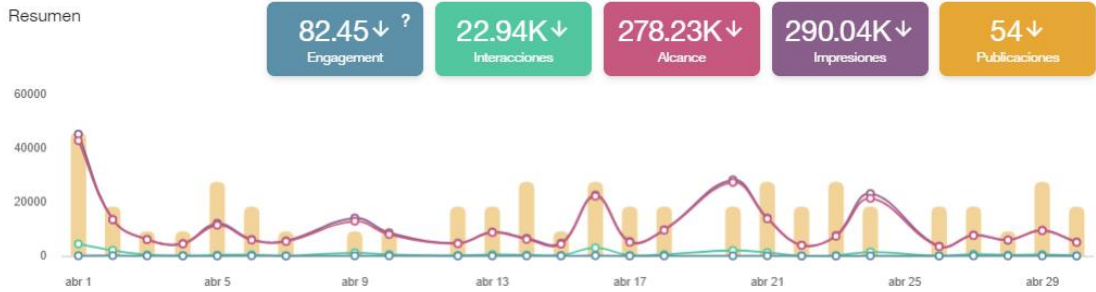 Resumen
82.45 ↓ ?
Engagement
22.94K ↓
Interacciones
278.23K ↓
Alcance
290.04K ↓
Impresiones
54 ↓
Publicaciones
60000
40000
20000
0
abr 1 abr 5 abr 9 abr 13 abr 17 abr 21 abr 25 abr 29